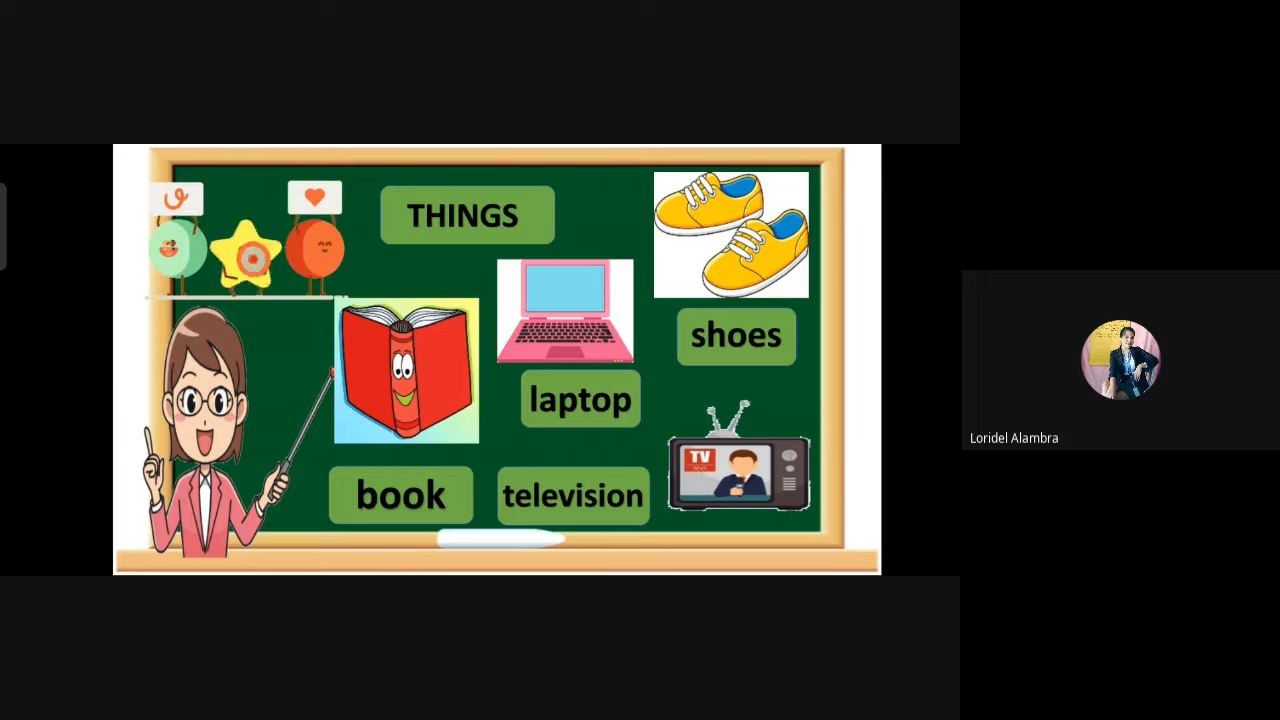 THINGS
shoes
laptop
book
television
TV
NEWS
Loridel Alambra